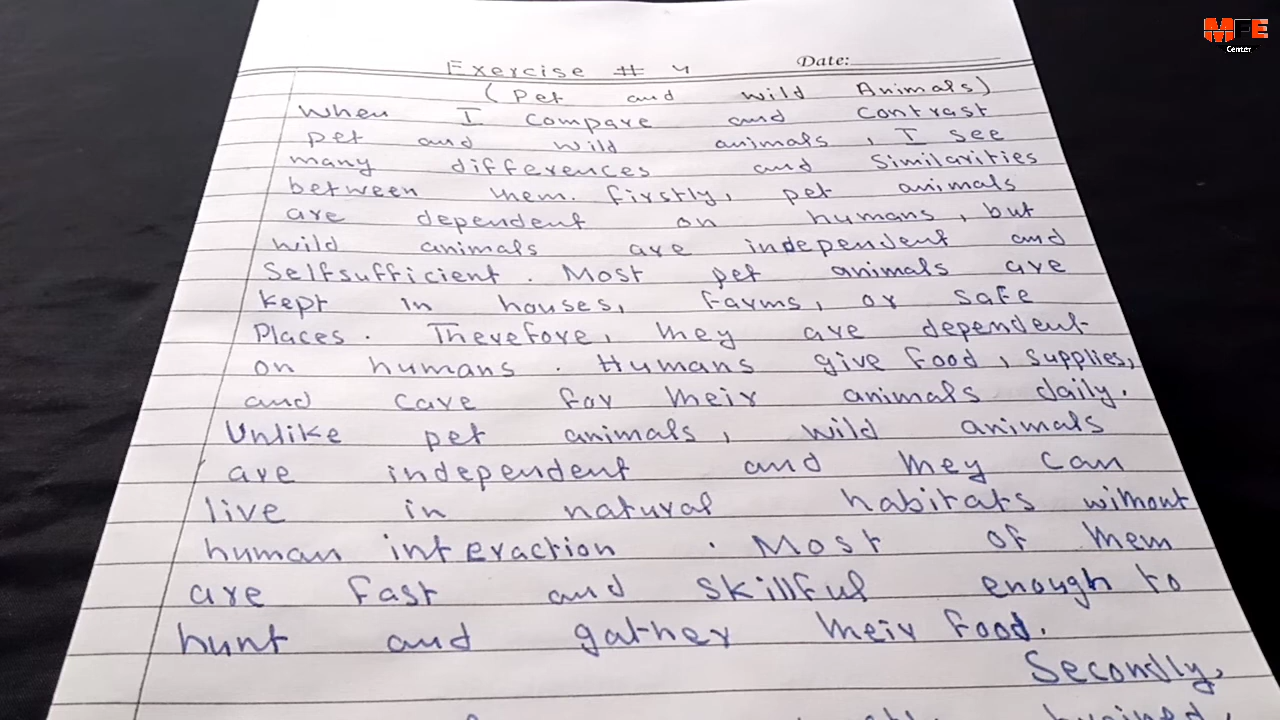 MFE
Center
Date:
Exercise # 4
(Pet and wild Animals)
When I compare and contrast
pet and wild animals, I see
many differences and similarities
between them. firstly, pet animals
are dependent on humans, but
wild animals are independent and
Selfsufficient. Most pet animals are
kept in houses, farms, or safe
Places. Therefore, they are dependent
on humans. Humans give food, supplies,
and care for their animals daily.
Unlike pet animals, wild animals
are independent and they can
live in natural habitats without
human interaction. Most of them
are fast and skillful enough to
hunt and gather their food.
Secondly,